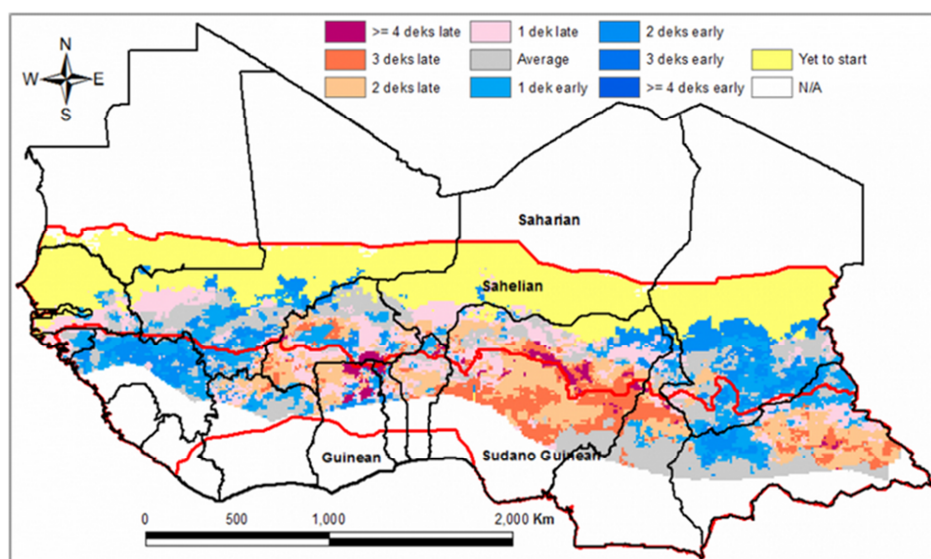 N
W E
S
>= 4 deks late
3 deks late
2 deks late
1 dek late
Average
1 dek early
2 deks early
3 deks early
>= 4 deks early
Yet to start
N/A
Saharian
Sahelian
Guinean
Sudano Guinean
0 500 1,000 2,000 Km